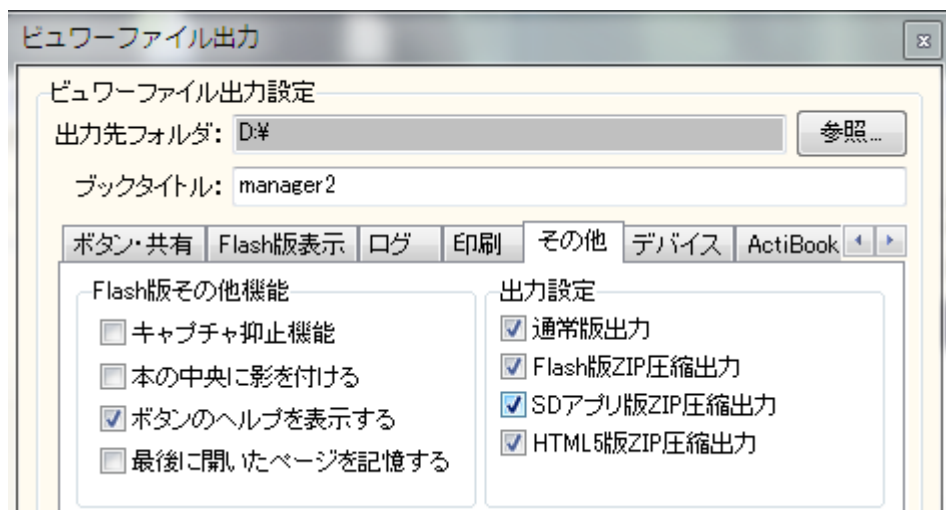 ビュワーファイル出力
ビュワーファイル出力設定
出力先フォルダ: D:¥ 参照...
ブックタイトル: manager2
ボタン・共有 Flash版表示 ログ 印刷 その他 デバイス ActiBook
Flash版その他機能
キャプチャ抑止機能
本の中央に影を付ける
ボタンのヘルプを表示する
最後に開いたページを記憶する
出力設定
通常版出力
Flash版ZIP圧縮出力
SDアプリ版ZIP圧縮出力
HTML5版ZIP圧縮出力